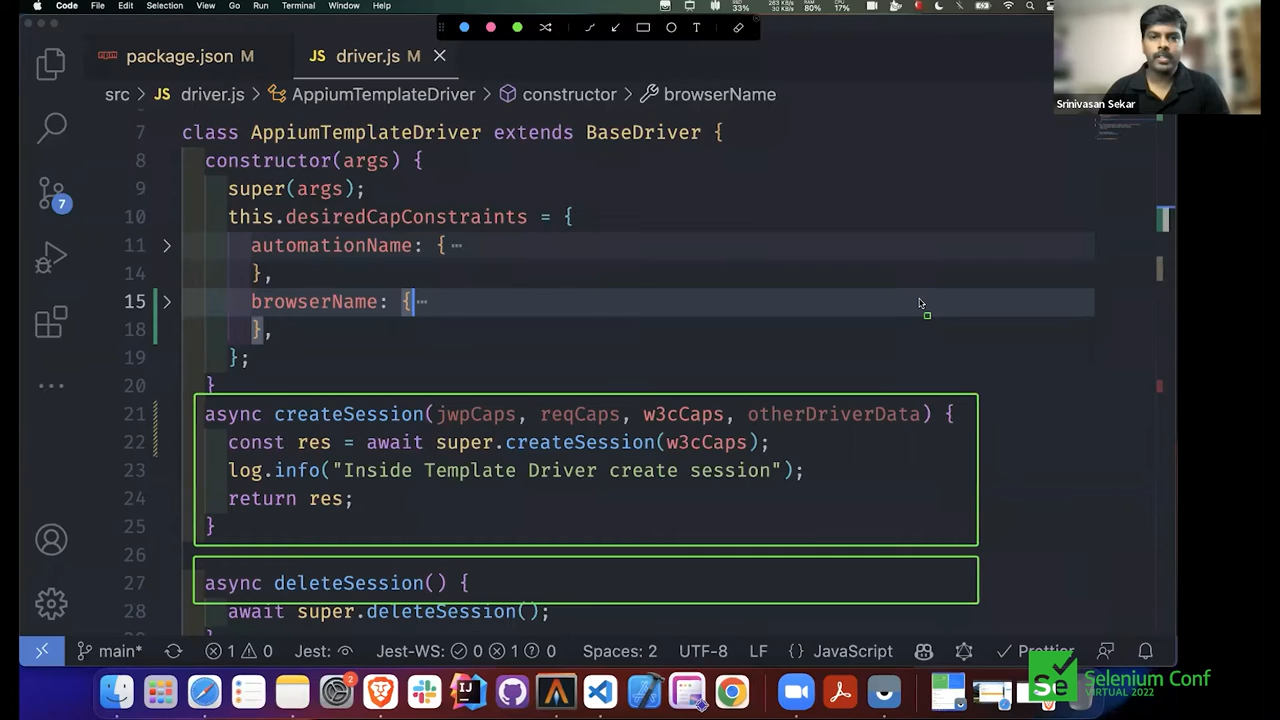 Code File Edit Selection View Go Run Terminal Window Help
package.json M
JS driver.js M
src > JS driver.js > AppiumTemplateDriver > constructor > browserName
Srinivasan Sekar
7 class AppiumTemplateDriver extends BaseDriver {
8 constructor(args) {
9 super(args);
10 this.desiredCapConstraints = {
11 automationName: { ···
14 },
15 browserName: { ···
18 },
19 };
20 }
21 async createSession(jwpCaps, reqCaps, w3cCaps, otherDriverData) {
22 const res = await super.createSession(w3cCaps);
23 log.info("Inside Template Driver create session");
24 return res;
25 }
26
27 async deleteSession() {
28 await super.deleteSession();
7
main* 1 0 Jest: Jest-WS: 0 1 0 Spaces: 2 UTF-8 LF {} JavaScript Prettier
2
Se Selenium Conf
VIRTUAL 2022